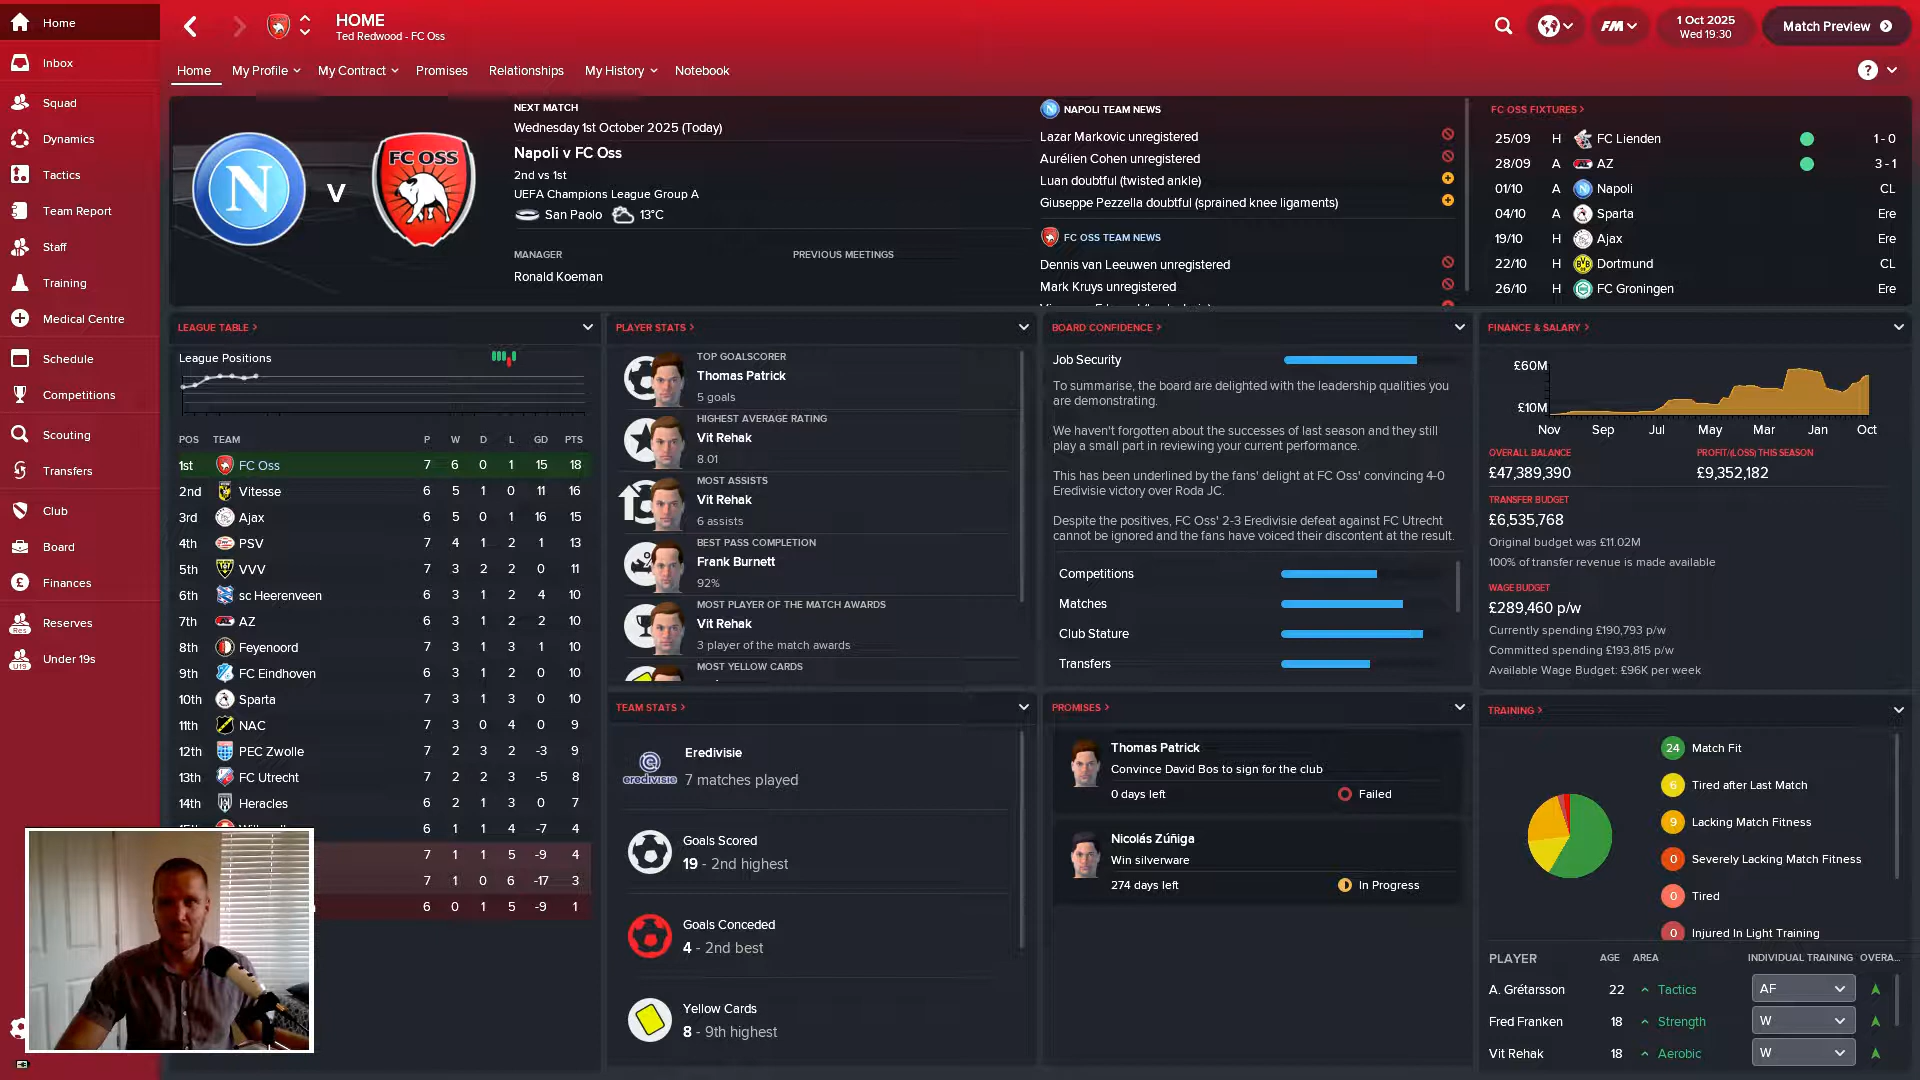 Home
Inbox
Squad
Dynamics
Tactics
Team Report
Staff
Training
Medical Centre
Schedule
Competitions
Scouting
Transfers
Club
Board
Finances
Res
Reserves
U19
Under 19s
HOME
Ted Redwood - FC Oss
FM
1 Oct 2025
Wed 19:30
Match Preview
Home
My Profile
My Contract
Promises
Relationships
My History
Notebook
?
N
V
FC OSS
NEXT MATCH
Wednesday 1st October 2025 (Today)
Napoli v FC Oss
2nd vs 1st
UEFA Champions League Group A
San Paolo
13°C
MANAGER
Ronald Koeman
PREVIOUS MEETINGS
NAPOLI TEAM NEWS
Lazar Markovic unregistered
Aurélien Cohen unregistered
Luan doubtful (twisted ankle)
Giuseppe Pezzella doubtful (sprained knee ligaments)
FC OSS TEAM NEWS
Dennis van Leeuwen unregistered
Mark Kruys unregistered
FC OSS FIXTURES >
25/09 H FC Lienden 1 - 0
28/09 A AZ 3 - 1
01/10 A Napoli CL
04/10 A Sparta Ere
19/10 H Ajax Ere
22/10 H Dortmund CL
26/10 H FC Groningen Ere
LEAGUE TABLE >
League Positions
POS TEAM P W D L GD PTS
1st FC Oss 7 6 0 1 15 18
2nd Vitesse 6 5 1 0 11 16
3rd Ajax 6 5 0 1 16 15
4th PSV 7 4 1 2 1 13
5th VVV 7 3 2 2 0 11
6th sc Heerenveen 6 3 1 2 4 10
7th AZ 6 3 1 2 2 10
8th Feyenoord 7 3 1 3 1 10
9th FC Eindhoven 6 3 1 2 0 10
10th Sparta 7 3 1 3 0 10
11th NAC 7 3 0 4 0 9
12th PEC Zwolle 7 2 3 2 -3 9
13th FC Utrecht 7 2 2 3 -5 8
14th Heracles 6 2 1 3 0 7
6 1 1 4 -7 4
7 1 1 5 -9 4
7 1 0 6 -17 3
6 0 1 5 -9 1
PLAYER STATS >
TOP GOALSCORER
Thomas Patrick
5 goals
HIGHEST AVERAGE RATING
Vit Rehak
8.01
MOST ASSISTS
Vit Rehak
6 assists
BEST PASS COMPLETION
Frank Burnett
92%
MOST PLAYER OF THE MATCH AWARDS
Vit Rehak
3 player of the match awards
MOST YELLOW CARDS
TEAM STATS >
eredivisie
Eredivisie
7 matches played
Goals Scored
19 - 2nd highest
Goals Conceded
4 - 2nd best
Yellow Cards
8 - 9th highest
BOARD CONFIDENCE >
Job Security
To summarise, the board are delighted with the leadership qualities you
are demonstrating.
We haven't forgotten about the successes of last season and they still
play a small part in reviewing your current performance.
This has been underlined by the fans' delight at FC Oss' convincing 4-0
Eredivisie victory over Roda JC.
Despite the positives, FC Oss' 2-3 Eredivisie defeat against FC Utrecht
cannot be ignored and the fans have voiced their discontent at the result.
Competitions
Matches
Club Stature
Transfers
PROMISES >
Thomas Patrick
Convince David Bos to sign for the club
0 days left
Failed
Nicolás Zúñiga
Win silverware
274 days left
In Progress
FINANCE & SALARY >
£60M
£10M
Nov Sep Jul May Mar Jan Oct
OVERALL BALANCE
£47,389,390
PROFIT/(LOSS) THIS SEASON
£9,352,182
TRANSFER BUDGET
£6,535,768
Original budget was £11.02M
100% of transfer revenue is made available
WAGE BUDGET
£289,460 p/w
Currently spending £190,793 p/w
Committed spending £193,815 p/w
Available Wage Budget: £96K per week
TRAINING >
24 Match Fit
6 Tired after Last Match
9 Lacking Match Fitness
0 Severely Lacking Match Fitness
0 Tired
0 Injured In Light Training
PLAYER AGE AREA INDIVIDUAL TRAINING OVERA...
A. Grétarsson 22 Tactics AF
Fred Franken 18 Strength W
Vit Rehak 18 Aerobic W